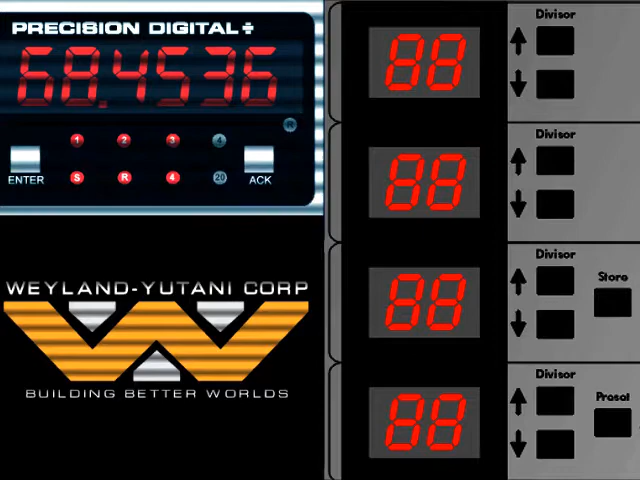 PRECISION DIGITAL
68.4536
1 2 3 4 R
S R 4 20
ENTER ACK
WEYLAND-YUTANI CORP
BUILDING BETTER WORLDS
88
Divisor
88
Divisor
88
Divisor
Store
88
Divisor